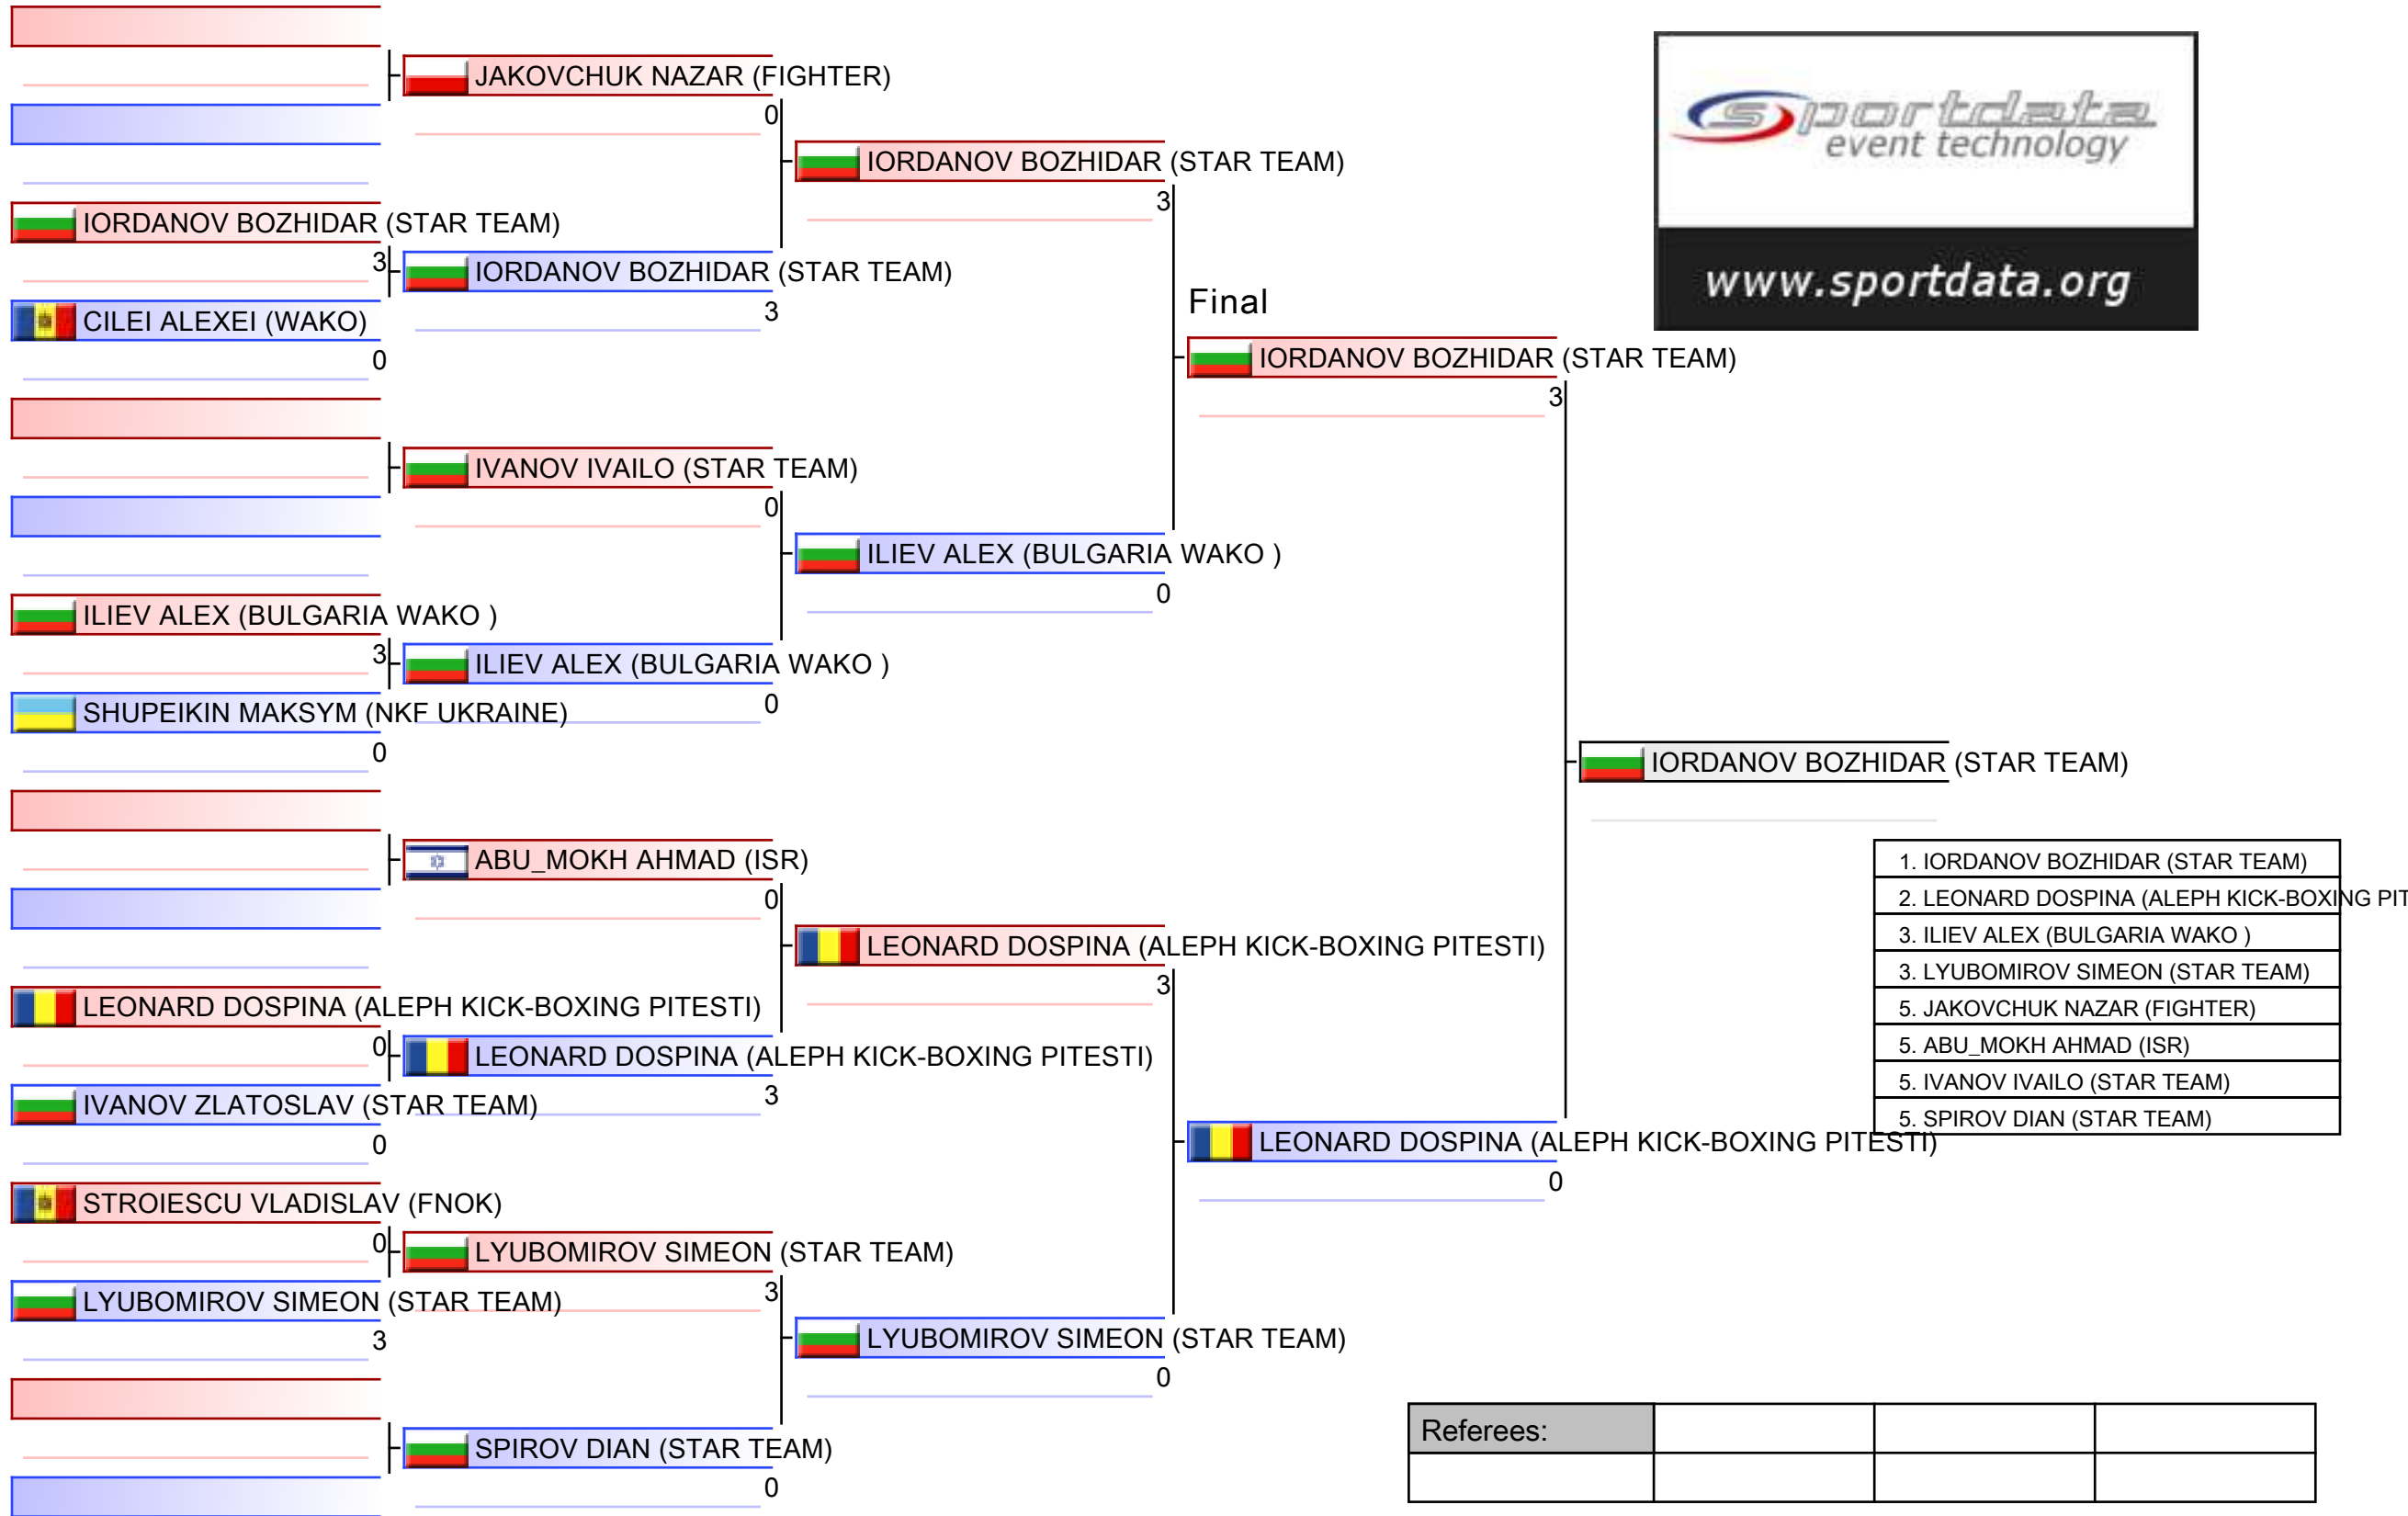 JAKOVCHUK NAZAR (FIGHTER)
0
IORDANOV BOZHIDAR (STAR TEAM)
3
IORDANOV BOZHIDAR (STAR TEAM)
3
IORDANOV BOZHIDAR (STAR TEAM)
3
CILEI ALEXEI (WAKO)
0
Final
IORDANOV BOZHIDAR (STAR TEAM)
3
IVANOV IVAILO (STAR TEAM)
0
ILIEV ALEX (BULGARIA WAKO )
0
ILIEV ALEX (BULGARIA WAKO )
3
ILIEV ALEX (BULGARIA WAKO )
0
SHUPEIKIN MAKSYM (NKF UKRAINE)
0
IORDANOV BOZHIDAR (STAR TEAM)
ABU_MOKH AHMAD (ISR)
0
LEONARD DOSPINA (ALEPH KICK-BOXING PITESTI)
3
LEONARD DOSPINA (ALEPH KICK-BOXING PITESTI)
0
LEONARD DOSPINA (ALEPH KICK-BOXING PITESTI)
3
IVANOV ZLATOSLAV (STAR TEAM)
0
LEONARD DOSPINA (ALEPH KICK-BOXING PITESTI)
0
STROIESCU VLADISLAV (FNOK)
0
LYUBOMIROV SIMEON (STAR TEAM)
3
LYUBOMIROV SIMEON (STAR TEAM)
3
LYUBOMIROV SIMEON (STAR TEAM)
0
SPIROV DIAN (STAR TEAM)
0
sportdata
event technology
www.sportdata.org
1. IORDANOV BOZHIDAR (STAR TEAM)
2. LEONARD DOSPINA (ALEPH KICK-BOXING PIT
3. ILIEV ALEX (BULGARIA WAKO )
3. LYUBOMIROV SIMEON (STAR TEAM)
5. JAKOVCHUK NAZAR (FIGHTER)
5. ABU_MOKH AHMAD (ISR)
5. IVANOV IVAILO (STAR TEAM)
5. SPIROV DIAN (STAR TEAM)
Referees: